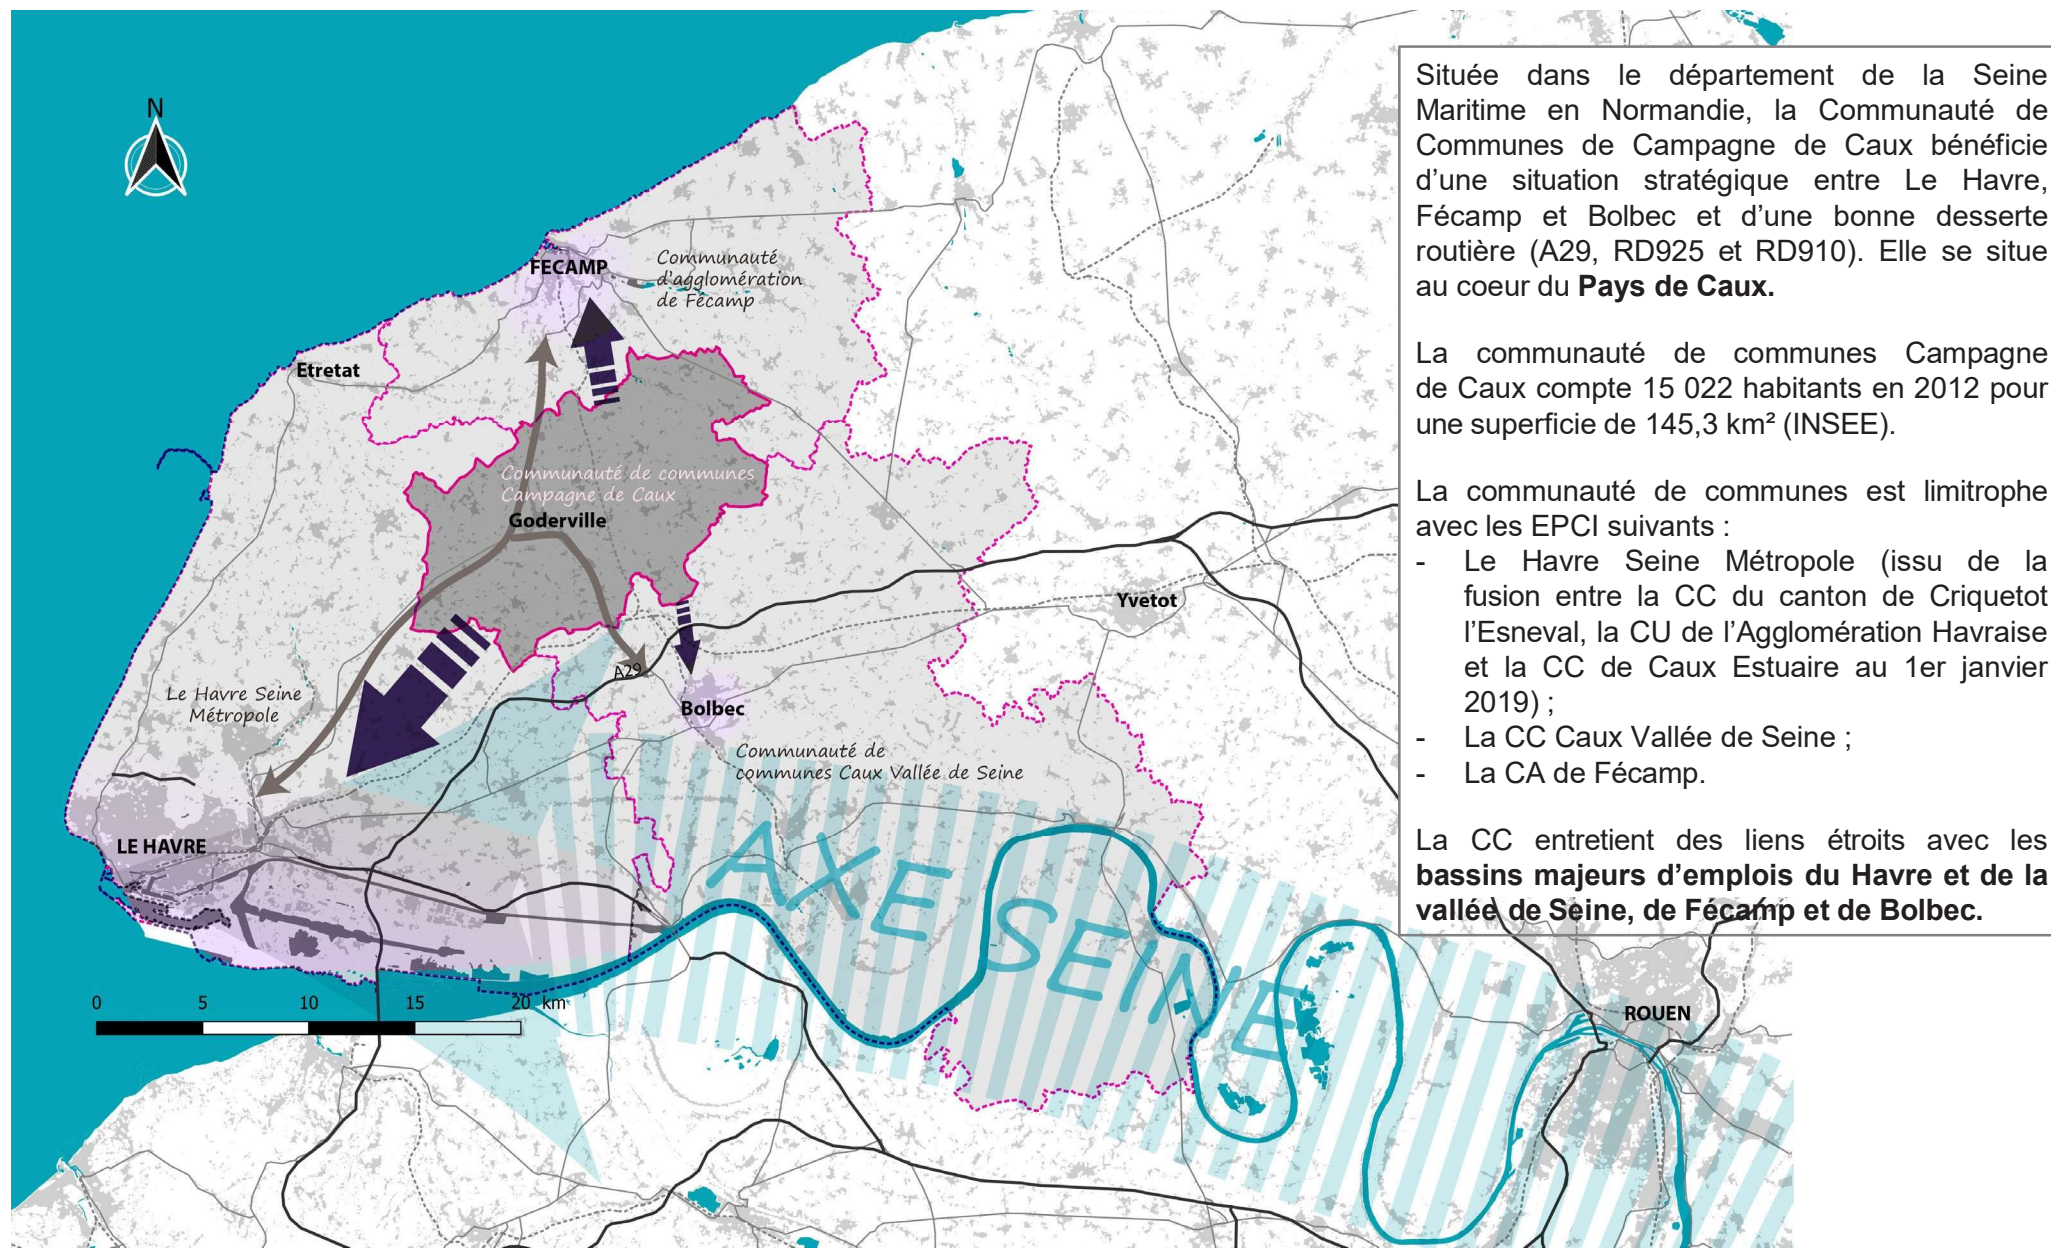 N
FECAMP
Communauté
d'agglomération
de Fécamp
Etretat
Communauté de communes
Campagne de Caux
Goderville
Yvetot
A29
Le Havre Seine
Métropole
Bolbec
Communauté de
communes Caux Vallée de Seine
LE HAVRE
AXE SEINE
0 5 10 15 20 km
ROUEN
Située dans le département de la Seine
Maritime en Normandie, la Communauté de
Communes de Campagne de Caux bénéficie
d’une situation stratégique entre Le Havre,
Fécamp et Bolbec et d’une bonne desserte
routière (A29, RD925 et RD910). Elle se situe
au coeur du Pays de Caux.
La communauté de communes Campagne
de Caux compte 15 022 habitants en 2012 pour
une superficie de 145,3 km² (INSEE).
La communauté de communes est limitrophe
avec les EPCI suivants :
- Le Havre Seine Métropole (issu de la
fusion entre la CC du canton de Criquetot
l’Esneval, la CU de l’Agglomération Havraise
et la CC de Caux Estuaire au 1er janvier
2019) ;
- La CC Caux Vallée de Seine ;
- La CA de Fécamp.
La CC entretient des liens étroits avec les
bassins majeurs d’emplois du Havre et de la
vallée de Seine, de Fécamp et de Bolbec.